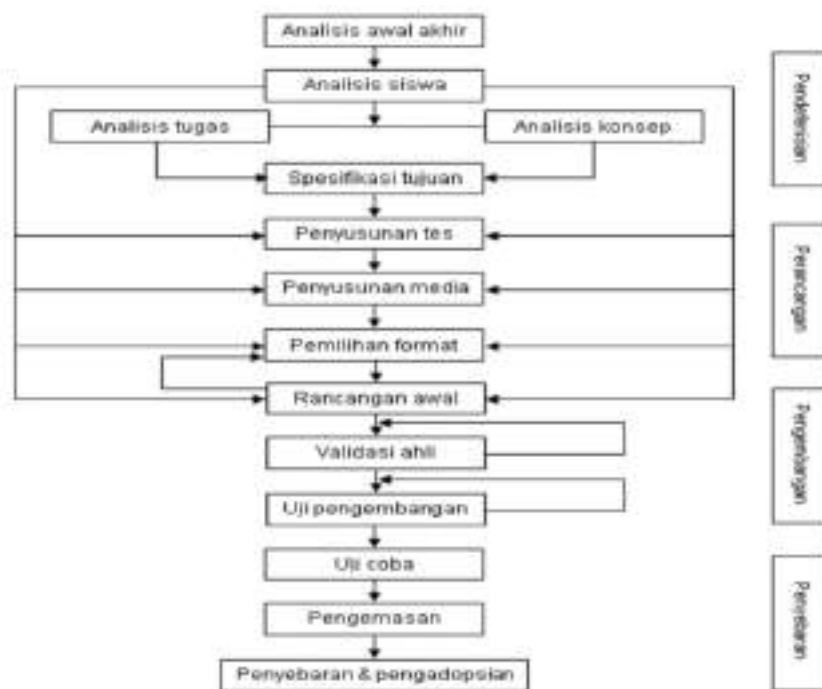 Analisis awal akhir
Analisis siswa
Analisis tugas
Analisis konsep
Spesifikasi tujuan
Penyusunan tes
Penyusunan media
Pemilihan format
Rancangan awal
Validasi ahli
Uji pengembangan
Uji coba
Pengemasan
Penyebaran & pengadopsian
Pendefenisian
Perancangan
Pengembangan
Penyebaran